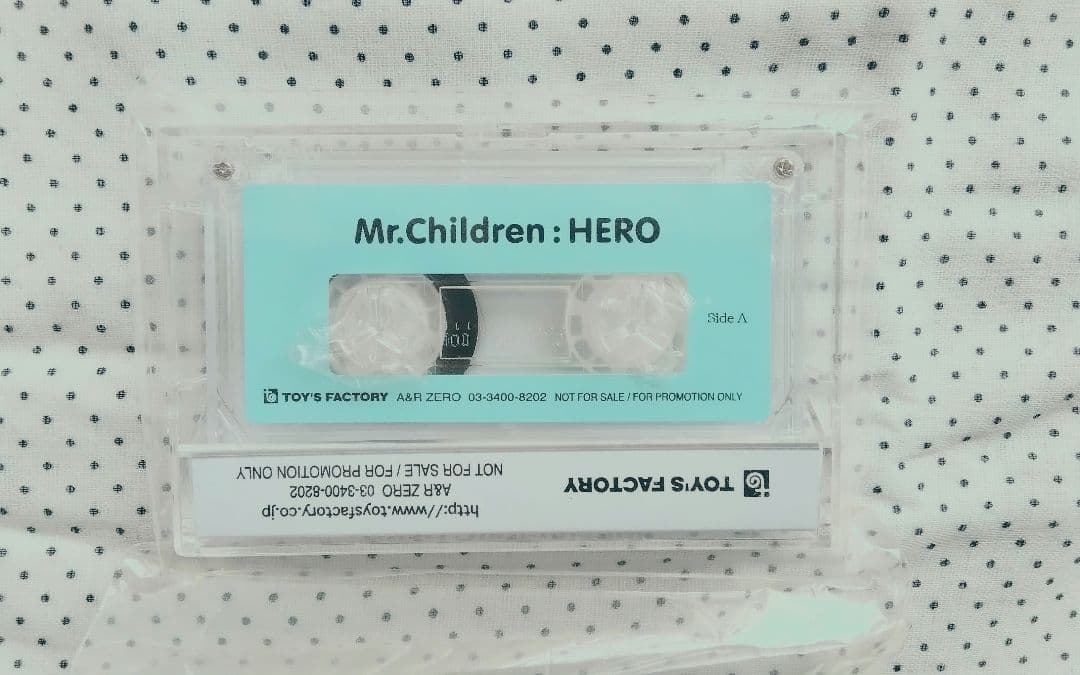 Mr.Children : HERO
Side A
TOY'S FACTORY A&R ZERO 03-3400-8202 NOT FOR SALE / FOR PROMOTION ONLY
TOY'S FACTORY
http://www.toysfactory.co.jp
A&R ZERO 03-3400-8202
NOT FOR SALE / FOR PROMOTION ONLY